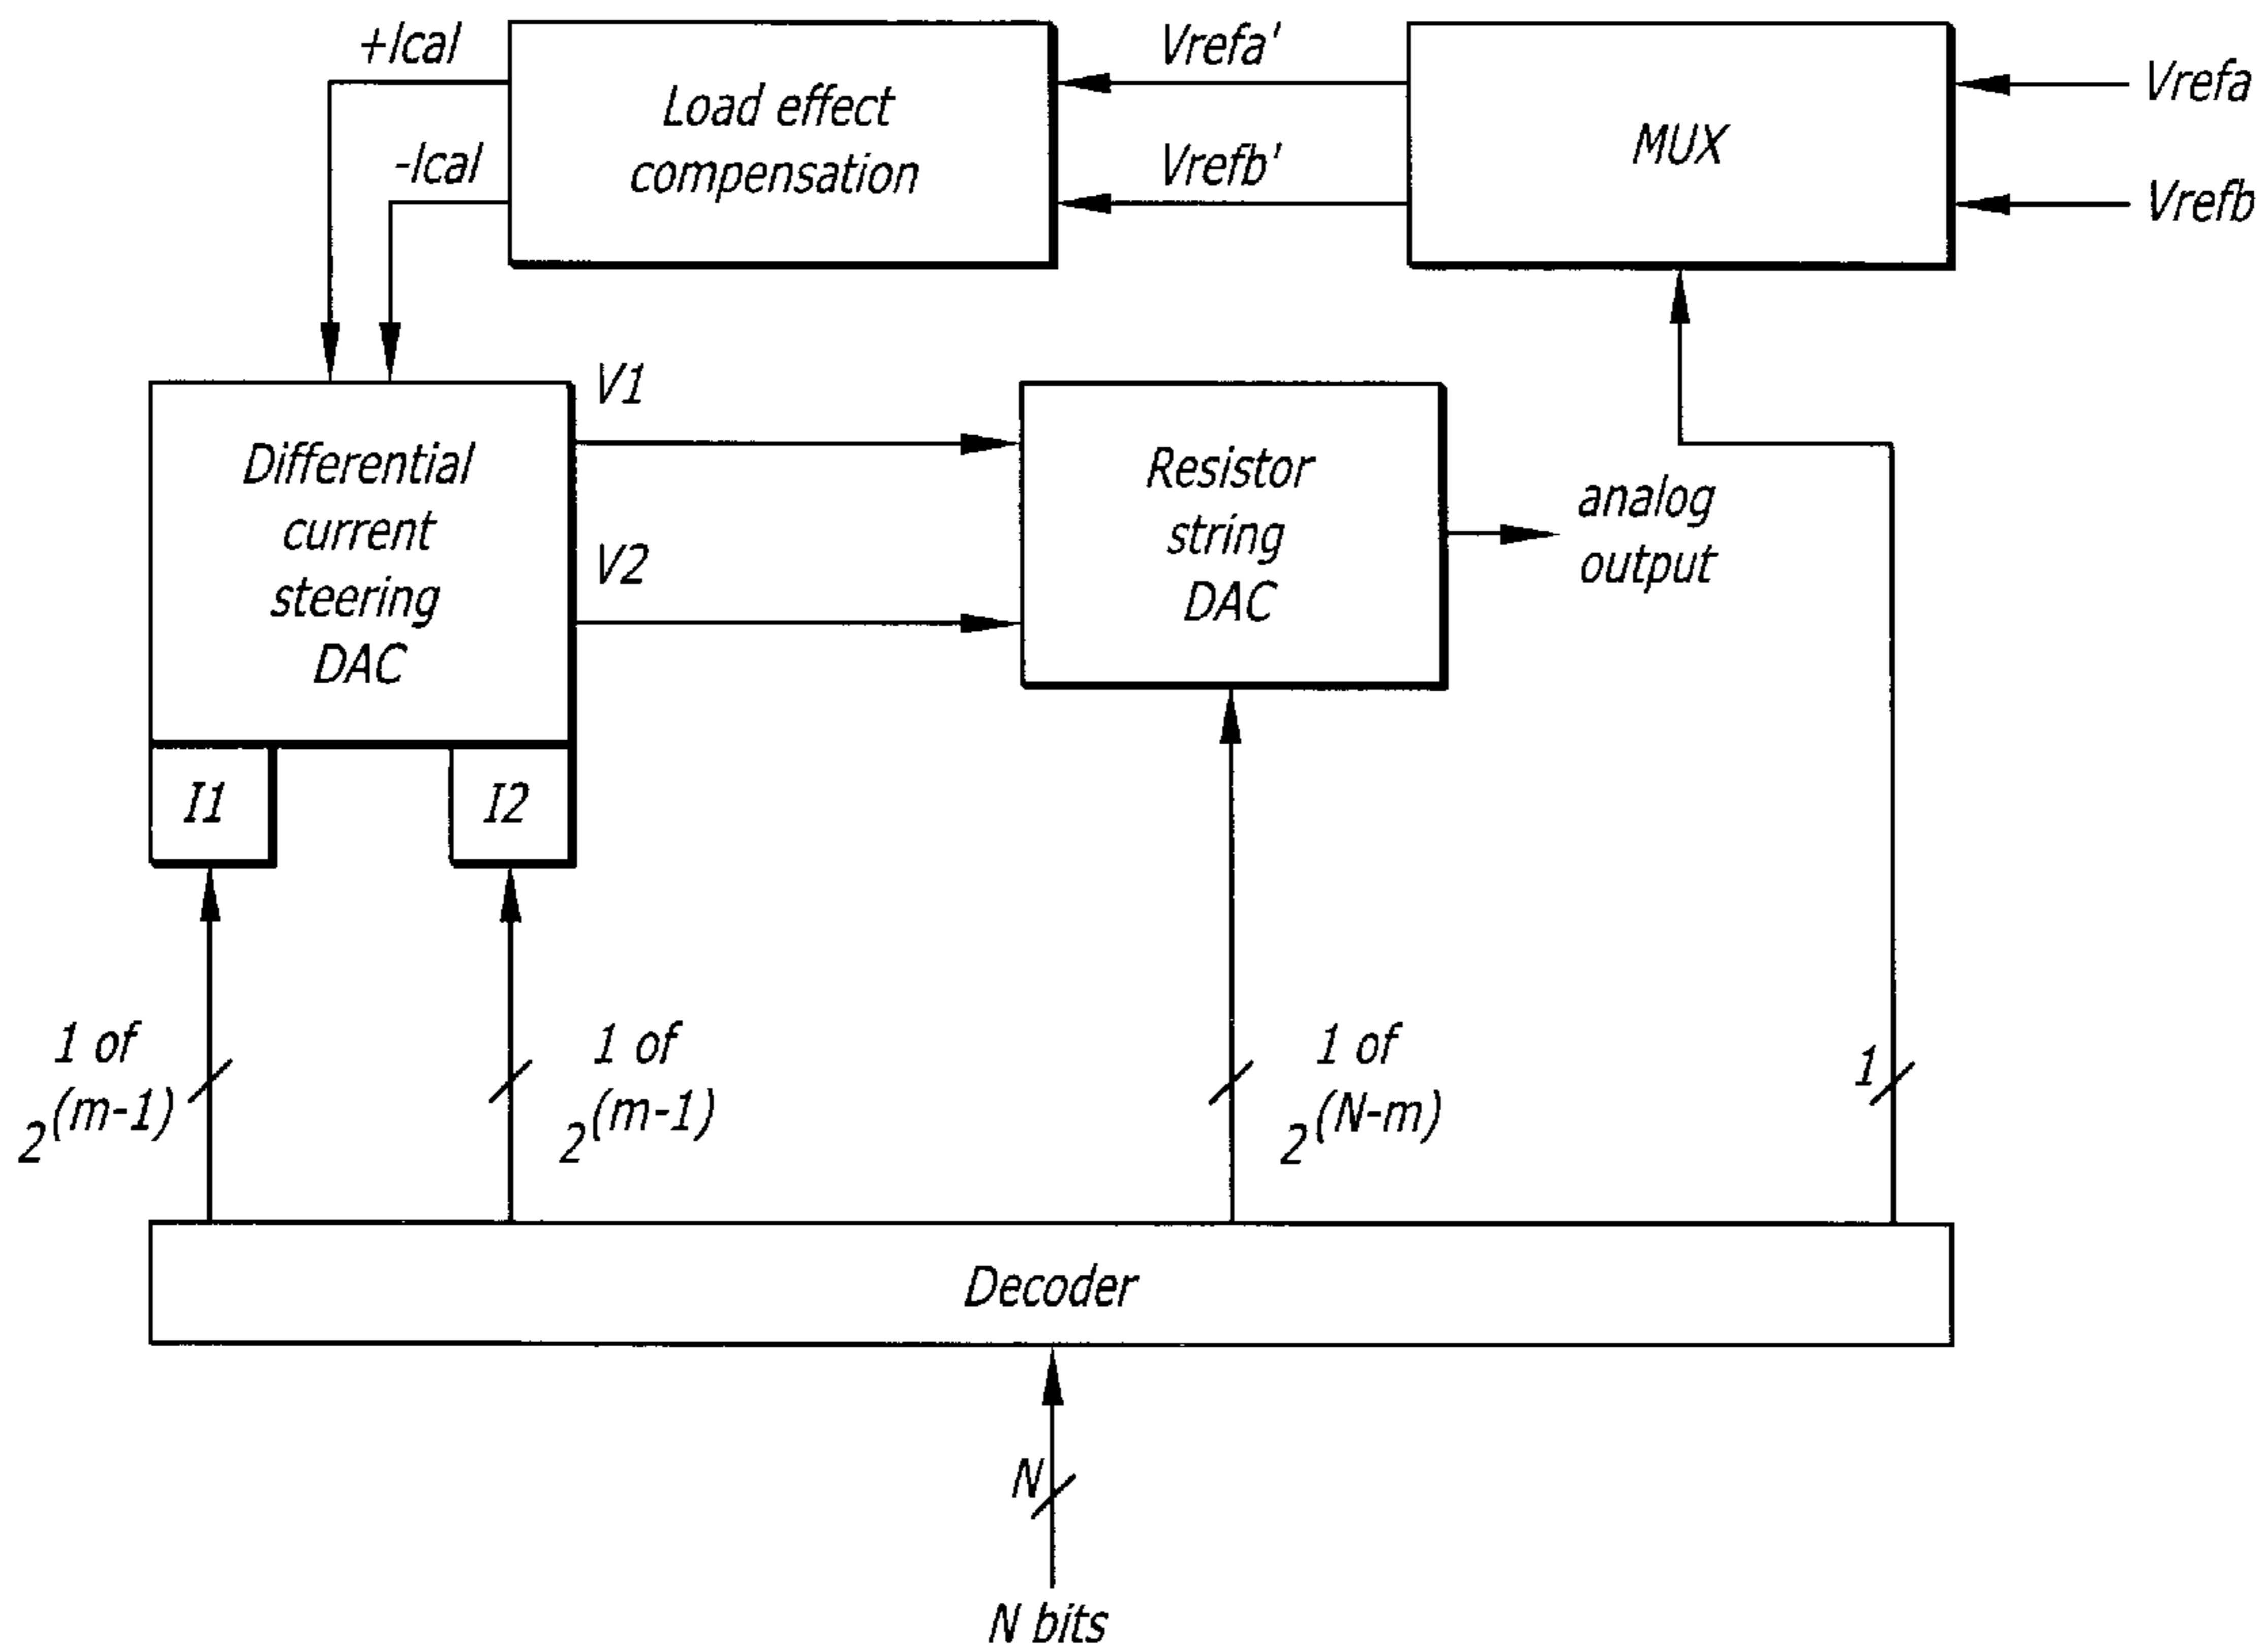 +Ical
-Ical
Load effect
compensation
Vrefa'
Vrefb'
MUX
Vrefa
Vrefb
Differential
current
steering
DAC
V1
V2
Resistor
string
DAC
analog
output
I1
I2
1 of
2^(m-1)
1 of
2^(m-1)
1 of
2^(N-m)
1
Decoder
N
N bits